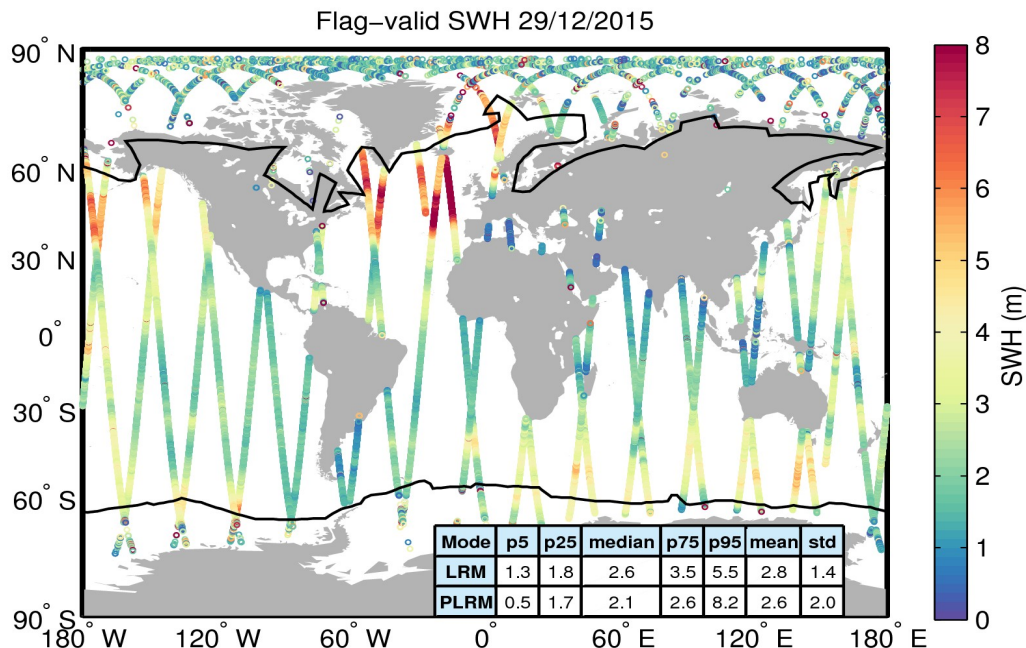 Flag−valid SWH 29/12/2015
90° N
60° N
30° N
0°
30° S
60° S
90° S
180° W
120° W
60° W
0°
60° E
120° E
180° E
Mode p5 p25 median p75 p95 mean std
LRM 1.3 1.8 2.6 3.5 5.5 2.8 1.4
PLRM 0.5 1.7 2.1 2.6 8.2 2.6 2.0
8
7
6
5
4
3
2
1
0
SWH (m)